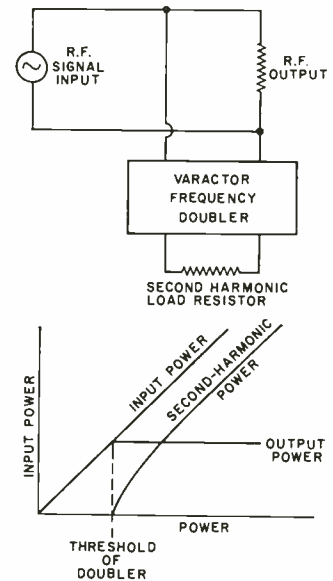 R.F.
SIGNAL
INPUT
R.F.
OUTPUT
VARACTOR
FREQUENCY
DOUBLER
SECOND HARMONIC
LOAD RESISTOR
INPUT POWER
INPUT POWER
SECOND-HARMONIC
POWER
OUTPUT
POWER
POWER
THRESHOLD
OF
DOUBLER